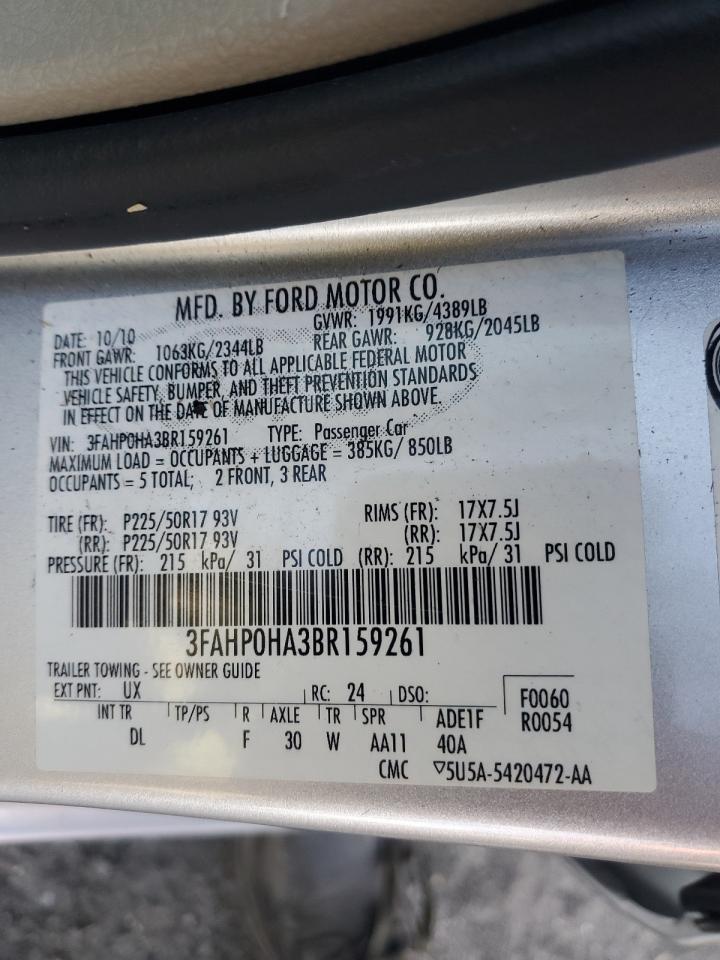 MFD. BY FORD MOTOR CO.
DATE: 10/10 GVWR: 1991KG/4389LB
FRONT GAWR: 1063KG/2344LB REAR GAWR: 928KG/2045LB
THIS VEHICLE CONFORMS TO ALL APPLICABLE FEDERAL MOTOR
VEHICLE SAFETY, BUMPER, AND THEFT PREVENTION STANDARDS
IN EFFECT ON THE DATE OF MANUFACTURE SHOWN ABOVE.
VIN: 3FAHP0HA3BR159261 TYPE: Passenger Car
MAXIMUM LOAD = OCCUPANTS + LUGGAGE = 385KG/ 850LB
OCCUPANTS = 5 TOTAL; 2 FRONT, 3 REAR
TIRE (FR): P225/50R17 93V RIMS (FR): 17X7.5J
(RR): P225/50R17 93V (RR): 17X7.5J
PRESSURE (FR): 215 kPa/ 31 PSI COLD (RR): 215 kPa/ 31 PSI COLD
3FAHP0HA3BR159261
TRAILER TOWING - SEE OWNER GUIDE
EXT PNT: UX RC: 24 DSO: F0060
INT TR TP/PS R AXLE TR SPR ADE1F R0054
DL F 30 W AA11 40A
CMC ▽5U5A-5420472-AA